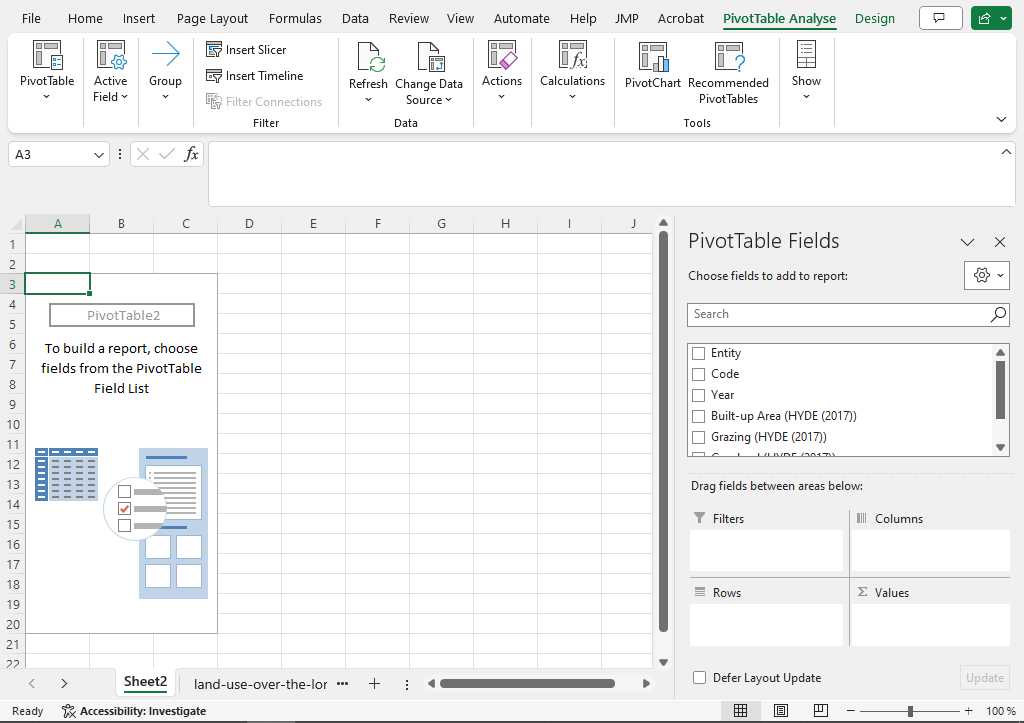 File Home Insert Page Layout Formulas Data Review View Automate Help JMP Acrobat PivotTable Analyse Design
PivotTable
Active Field
Group
Insert Slicer
Insert Timeline
Filter Connections
Filter
Refresh
Change Data Source
Data
Actions
Calculations
PivotChart
Recommended PivotTables
Tools
Show
A3
fx
A B C D E F G H I J
1
2
3
4
5
6
7
8
9
10
11
12
13
14
15
16
17
18
19
20
21
22
PivotTable2
To build a report, choose
fields from the PivotTable
Field List
PivotTable Fields
Choose fields to add to report:
Search
Entity
Code
Year
Built-up Area (HYDE (2017))
Grazing (HYDE (2017))
Drag fields between areas below:
Filters
Columns
Rows
Values
Defer Layout Update
Update
Sheet2
land-use-over-the-lor
Ready
Accessibility: Investigate
100 %